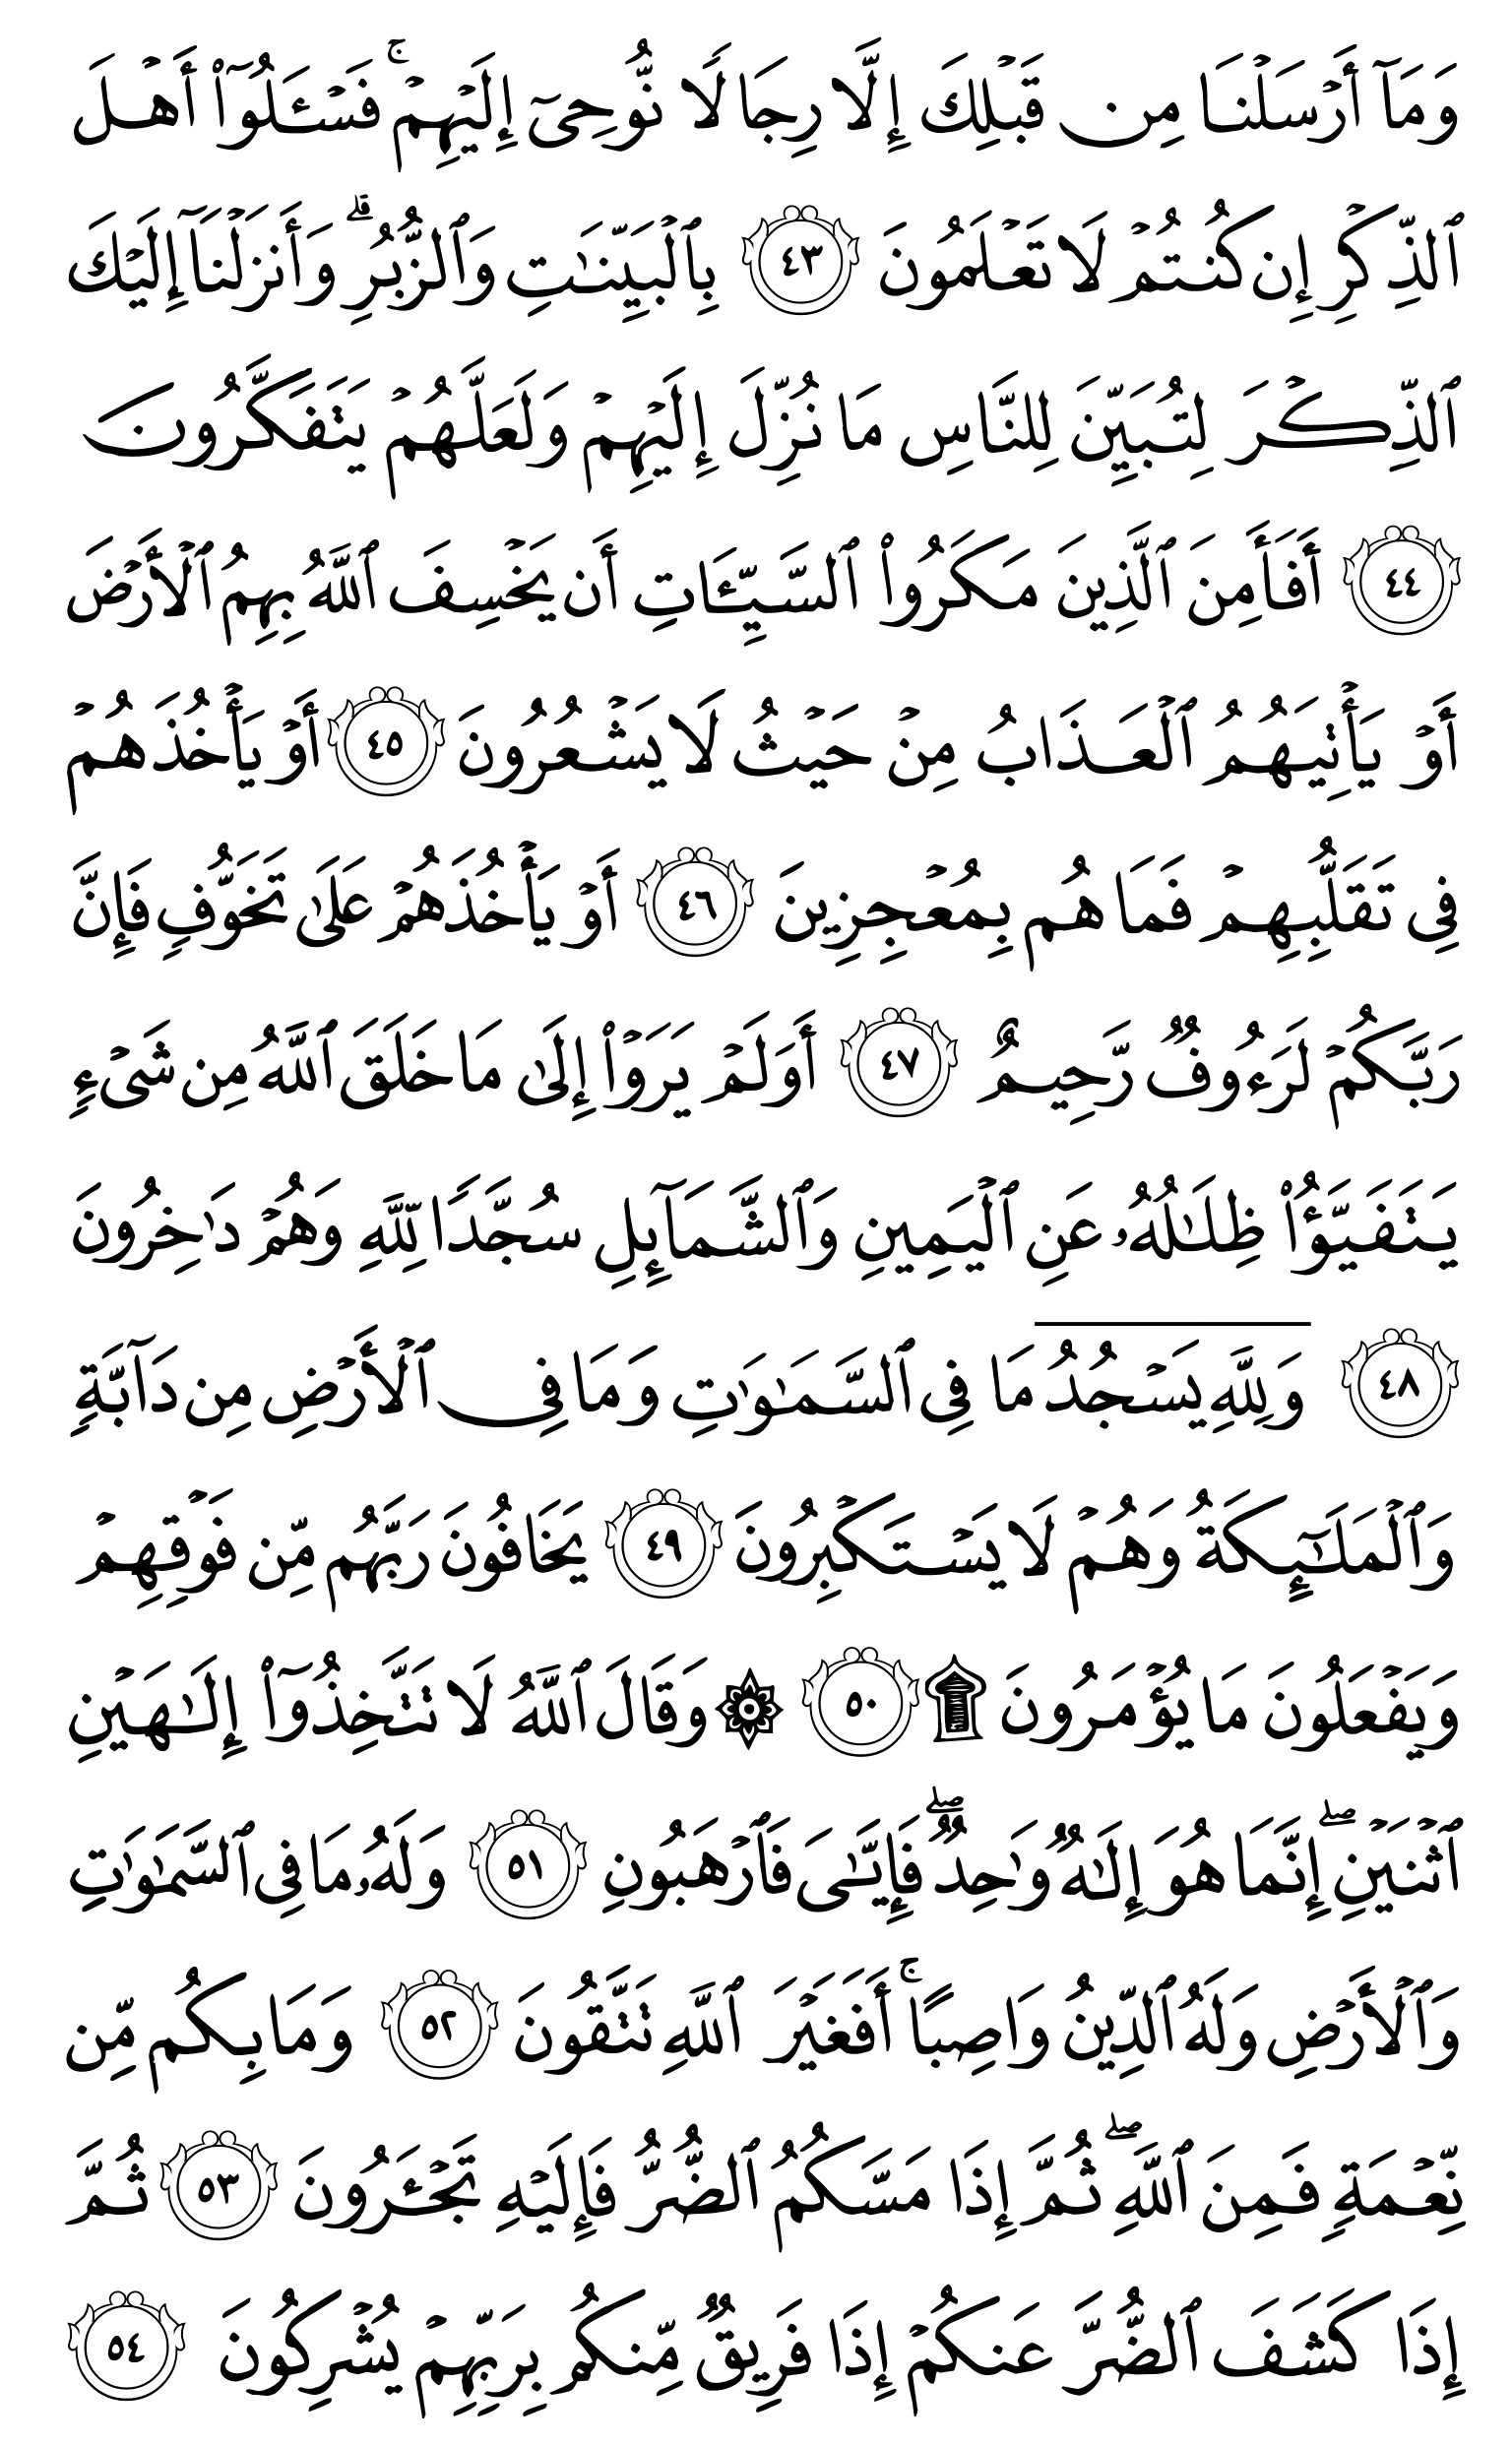 وَمَآ أَرۡسَلۡنَا مِن قَبۡلِكَ إِلَّا رِجَالٗا نُّوحِيٓ إِلَيۡهِمۡۚ فَسۡـَٔلُوٓاْ أَهۡلَ
ٱلذِّكۡرِ إِن كُنتُمۡ لَا تَعۡلَمُونَ ٤٣ بِٱلۡبَيِّنَٰتِ وَٱلزُّبُرِۗ وَأَنزَلۡنَآ إِلَيۡكَ
ٱلذِّكۡرَ لِتُبَيِّنَ لِلنَّاسِ مَا نُزِّلَ إِلَيۡهِمۡ وَلَعَلَّهُمۡ يَتَفَكَّرُونَ
٤٤ أَفَأَمِنَ ٱلَّذِينَ مَكَرُواْ ٱلسَّيِّـَٔاتِ أَن يَخۡسِفَ ٱللَّهُ بِهِمُ ٱلۡأَرۡضَ
أَوۡ يَأۡتِيَهُمُ ٱلۡعَذَابُ مِنۡ حَيۡثُ لَا يَشۡعُرُونَ ٤٥ أَوۡ يَأۡخُذَهُمۡ
فِي تَقَلُّبِهِمۡ فَمَا هُم بِمُعۡجِزِينَ ٤٦ أَوۡ يَأۡخُذَهُمۡ عَلَىٰ تَخَوُّفٖ فَإِنَّ
رَبَّكُمۡ لَرَءُوفٞ رَّحِيمٌ ٤٧ أَوَلَمۡ يَرَوۡاْ إِلَىٰ مَا خَلَقَ ٱللَّهُ مِن شَيۡءٖ
يَتَفَيَّؤُاْ ظِلَٰلُهُۥ عَنِ ٱلۡيَمِينِ وَٱلشَّمَآئِلِ سُجَّدٗا لِّلَّهِ وَهُمۡ دَٰخِرُونَ
٤٨ وَلِلَّهِۤ يَسۡجُدُۤ مَا فِي ٱلسَّمَٰوَٰتِ وَمَا فِي ٱلۡأَرۡضِ مِن دَآبَّةٖ
وَٱلۡمَلَٰٓئِكَةُ وَهُمۡ لَا يَسۡتَكۡبِرُونَ ٤٩ يَخَافُونَ رَبَّهُم مِّن فَوۡقِهِمۡ
وَيَفۡعَلُونَ مَا يُؤۡمَرُونَ ۩ ٥٠ ۞ وَقَالَ ٱللَّهُ لَا تَتَّخِذُوٓاْ إِلَٰهَيۡنِ
ٱثۡنَيۡنِۖ إِنَّمَا هُوَ إِلَٰهٞ وَٰحِدٞۖ فَإِيَّٰيَ فَٱرۡهَبُونِ ٥١ وَلَهُۥ مَا فِي ٱلسَّمَٰوَٰتِ
وَٱلۡأَرۡضِ وَلَهُ ٱلدِّينُ وَاصِبًاۚ أَفَغَيۡرَ ٱللَّهِ تَتَّقُونَ ٥٢ وَمَا بِكُم مِّن
نِّعۡمَةٖ فَمِنَ ٱللَّهِۖ ثُمَّ إِذَا مَسَّكُمُ ٱلضُّرُّ فَإِلَيۡهِ تَجۡـَٔرُونَ ٥٣ ثُمَّ
إِذَا كَشَفَ ٱلضُّرَّ عَنكُمۡ إِذَا فَرِيقٞ مِّنكُم بِرَبِّهِمۡ يُشۡرِكُونَ ٥٤